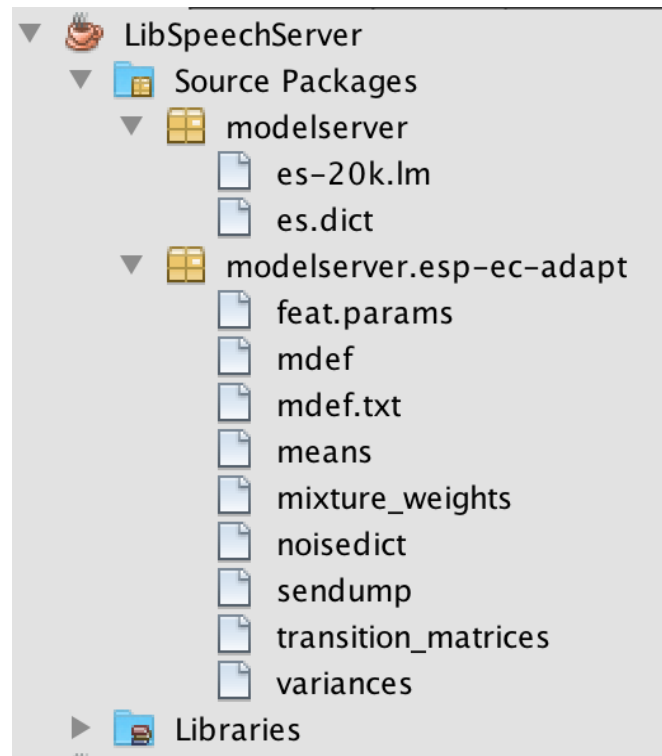 LibSpeechServer
Source Packages
modelserver
es-20k.lm
es.dict
modelserver.esp-ec-adapt
feat.params
mdef
mdef.txt
means
mixture_weights
noisedict
sendump
transition_matrices
variances
Libraries